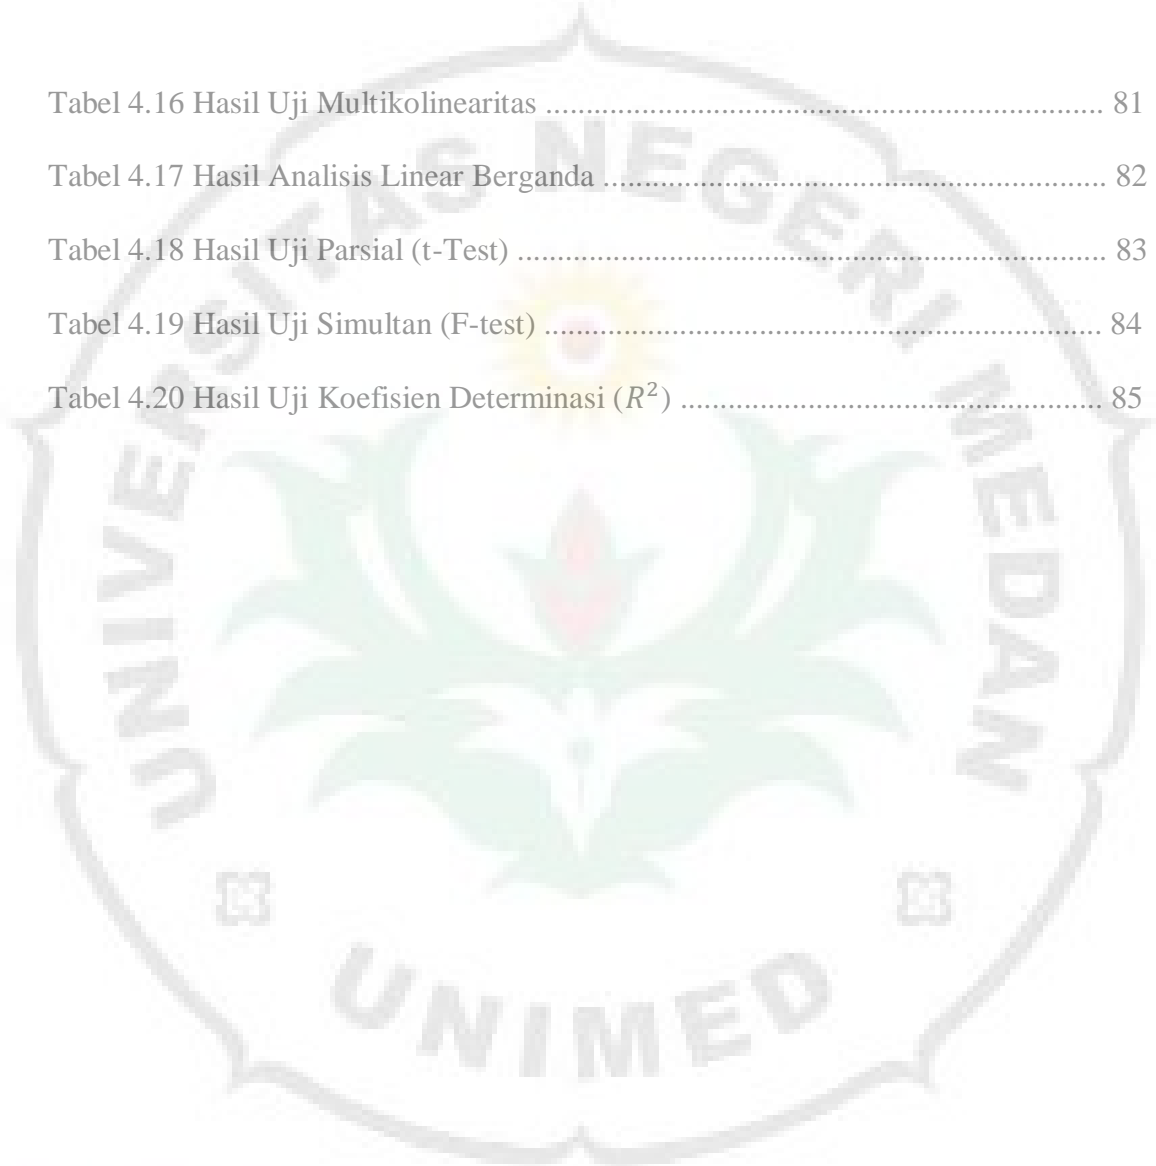 Tabel 4.16 Hasil Uji Multikolinearitas .................................................................... 81
Tabel 4.17 Hasil Analisis Linear Berganda ............................................................. 82
Tabel 4.18 Hasil Uji Parsial (t-Test) ........................................................................ 83
Tabel 4.19 Hasil Uji Simultan (F-test) .................................................................... 84
Tabel 4.20 Hasil Uji Koefisien Determinasi (𝑅²) ................................................... 85
UNIVERSITAS NEGERI MEDAN
UNIMED